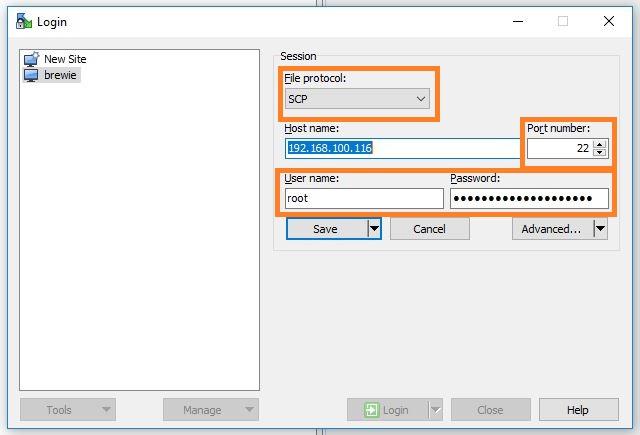 Login
New Site
brewie
Session
File protocol:
SCP
Host name:
Port number:
192.168.100.116
22
User name:
Password:
root
●●●●●●●●●●●●●●●●●●●●
Save
Cancel
Advanced...
Tools
Manage
Login
Close
Help